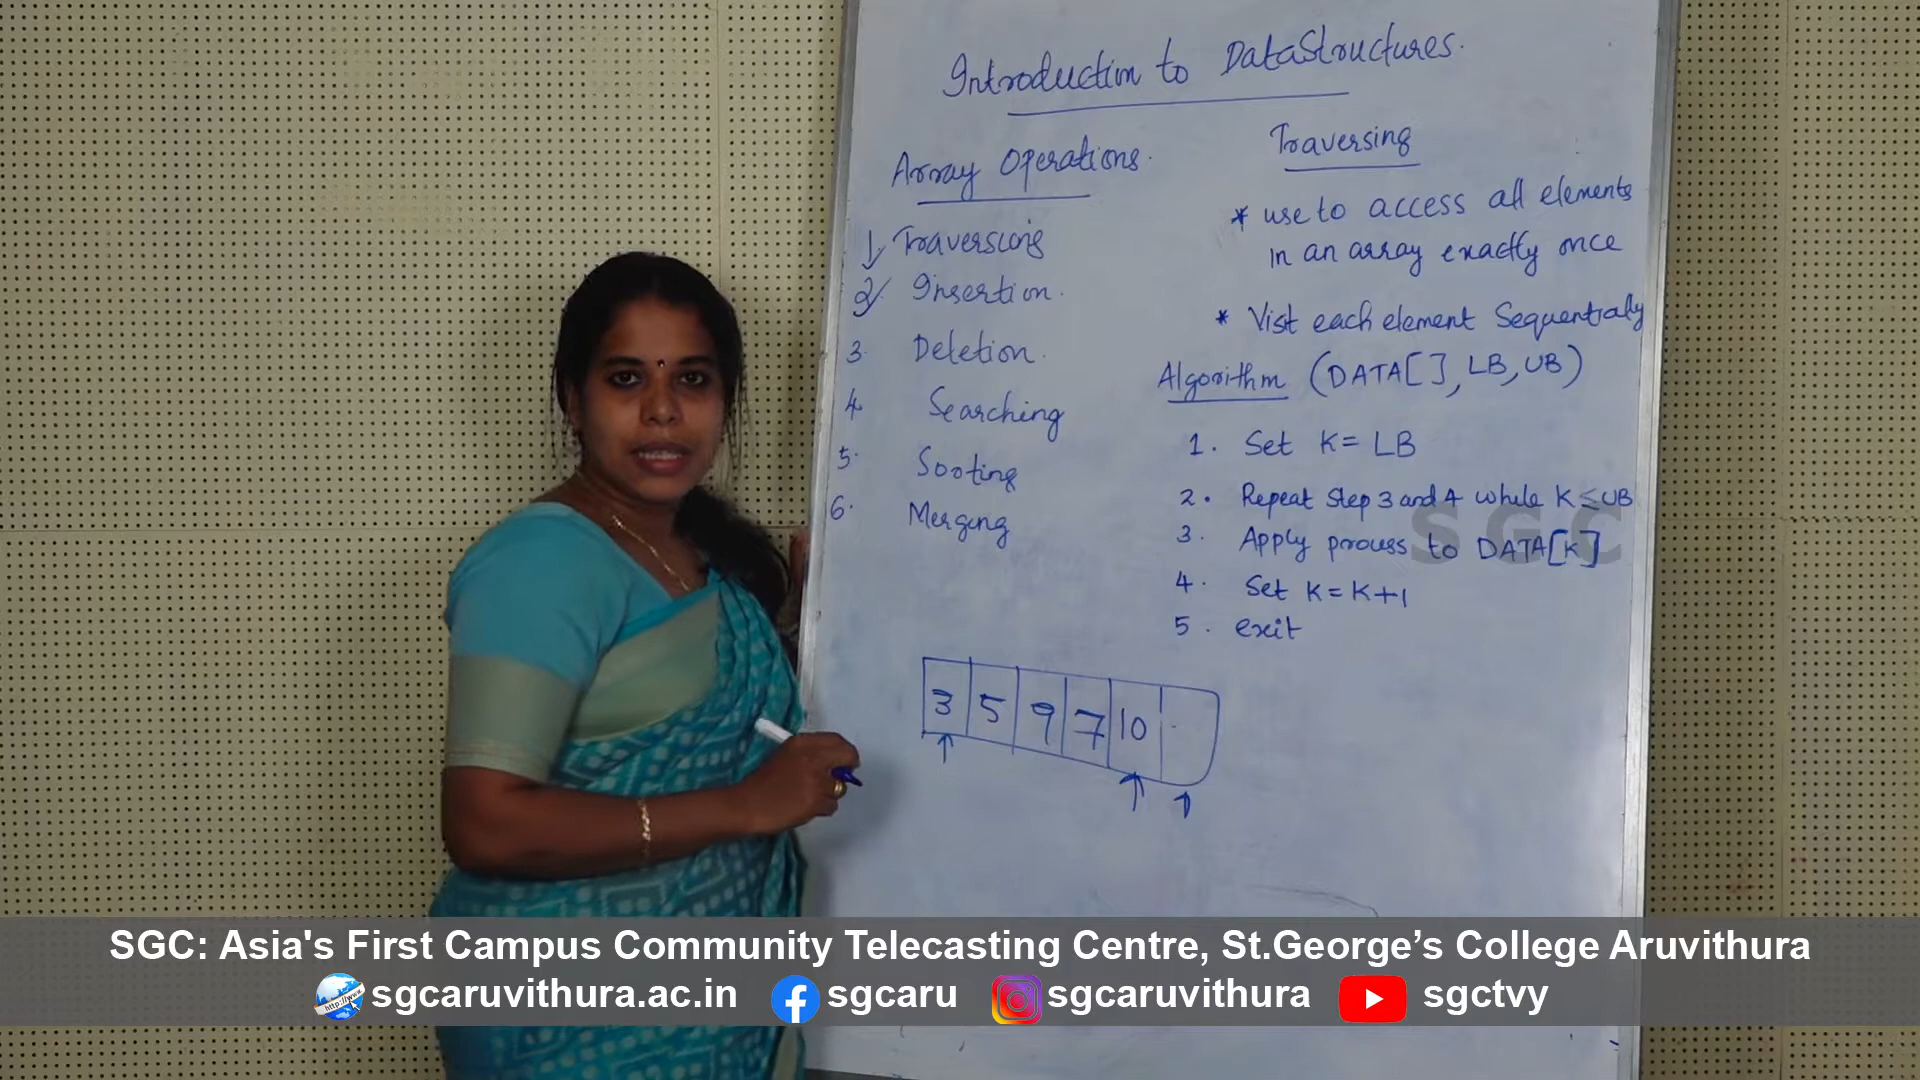 Introduction to DataStructures.
Array Operations.
1 Traversing
2 Insertion.
3. Deletion.
4 Searching
5. Sorting
6. Merging
Traversing
* use to access all elements
in an array exactly once
* Vist each element Sequentially
Algorithm (DATA[], LB, UB)
1. Set K = LB
2. Repeat Step 3 and 4 while K ≤ UB
3. Apply process to DATA[K]
4. Set K = K+1
5. exit
3 5 9 7 10
SGC
SGC: Asia's First Campus Community Telecasting Centre, St.George’s College Aruvithura
http://www
sgcaruvithura.ac.in sgcaru sgcaruvithura sgctvy